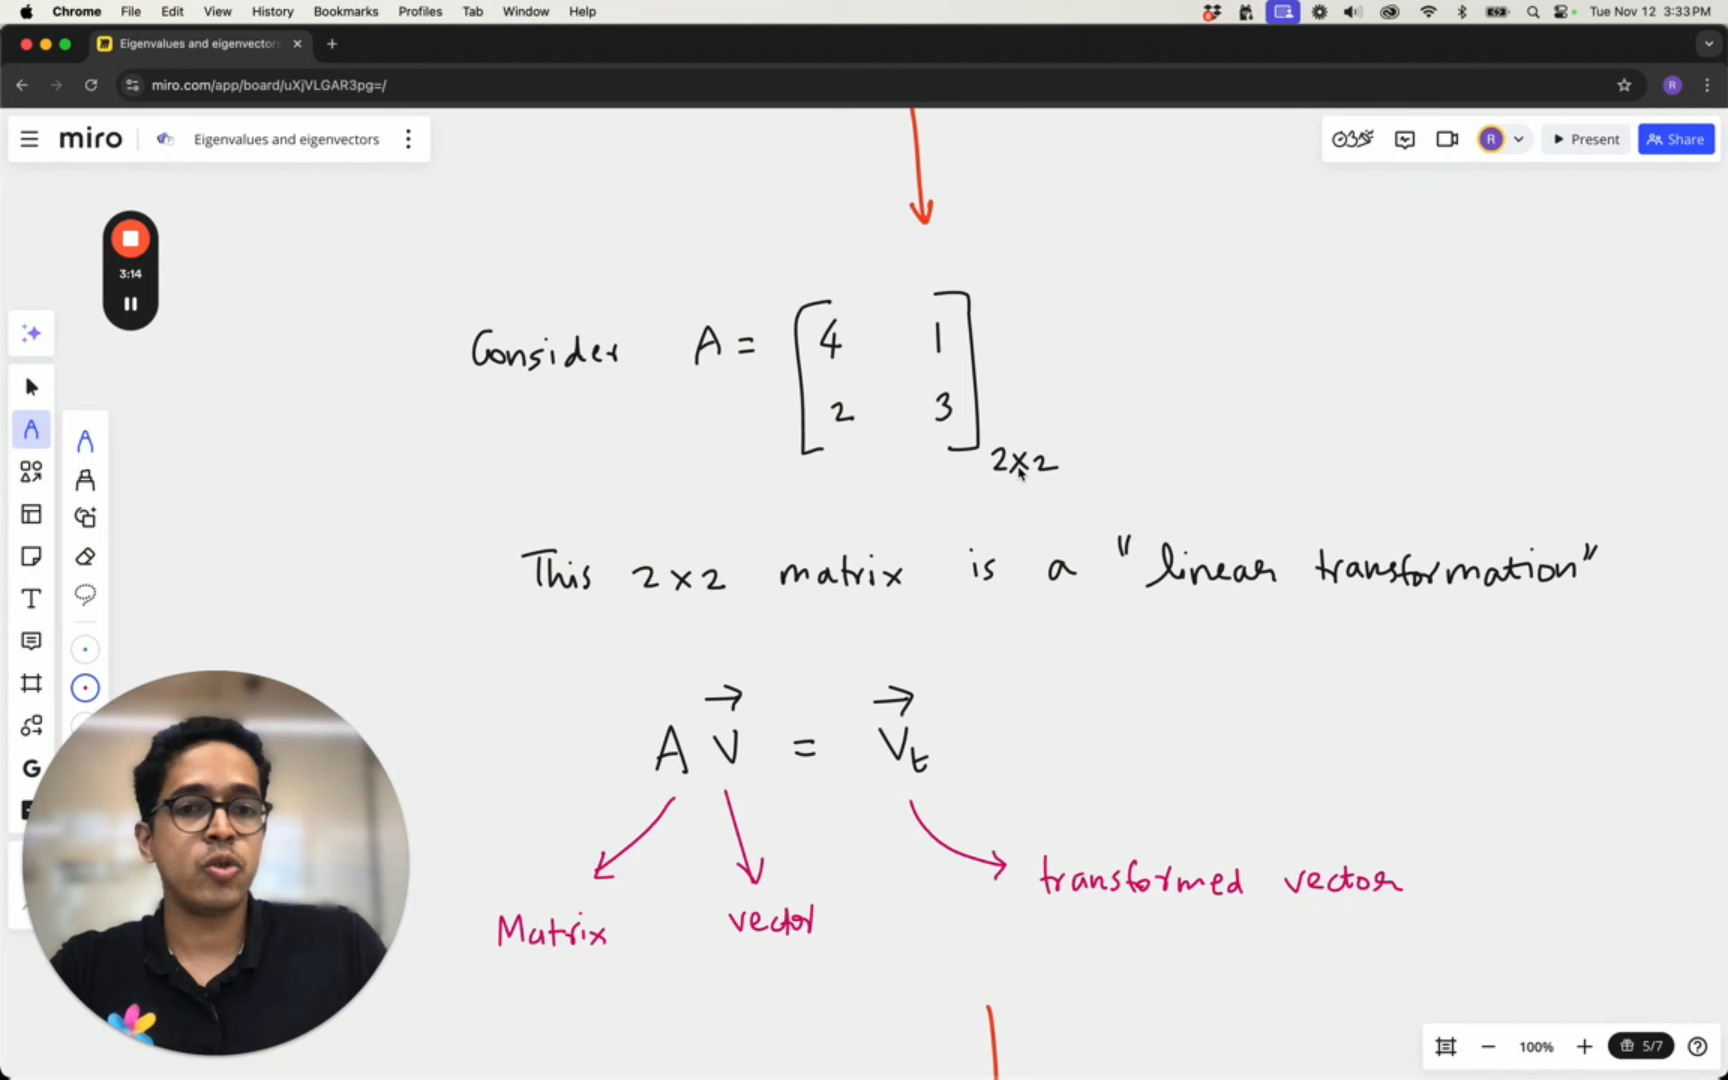 Chrome File Edit View History Bookmarks Profiles Tab Window Help Tue Nov 12 3:33 PM
Eigenvalues and eigenvector
miro.com/app/board/uXjVLGAR3pg=/
miro Eigenvalues and eigenvectors R Present Share
3:14
Consider A = [4 1
2 3]
2x2
This 2x2 matrix is a "linear transformation"
A V = Vt
Matrix
vector
transformed vector
100% 5/7